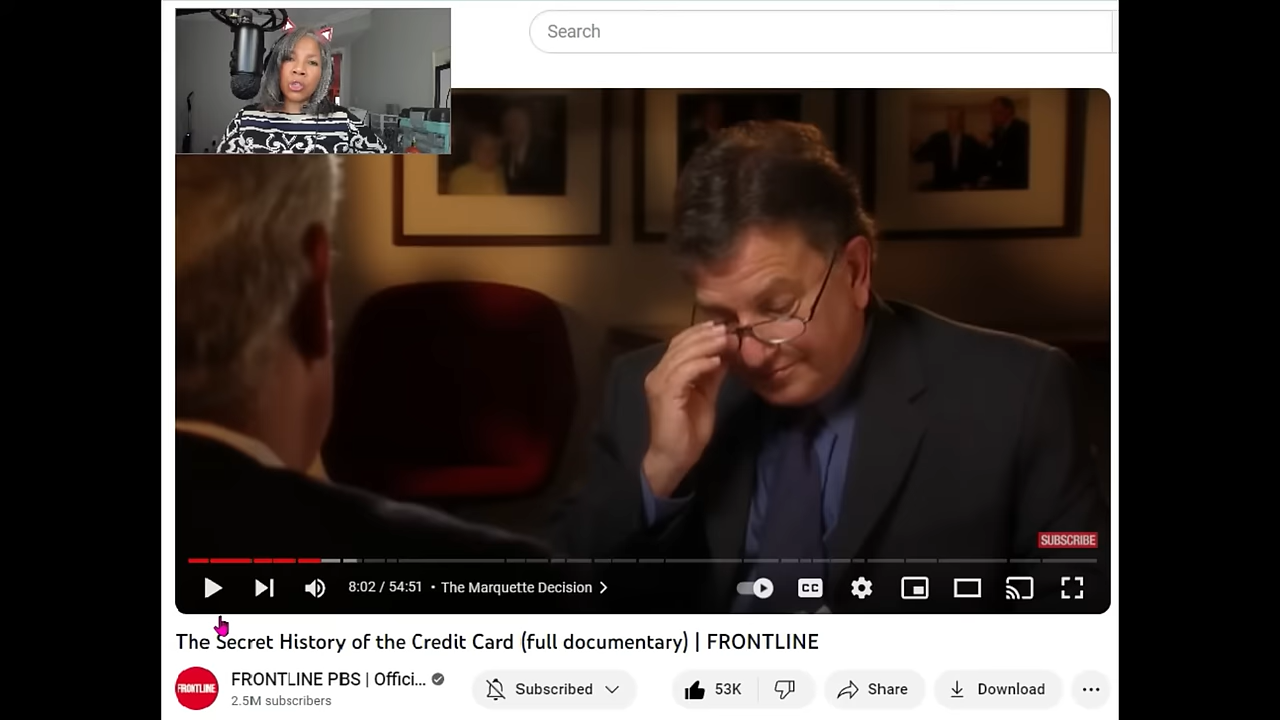 Search
SUBSCRIBE
8:02 / 54:51 • The Marquette Decision
CC
The Secret History of the Credit Card (full documentary) | FRONTLINE
FRONTLINE
FRONTLINE PBS | Offici...
2.5M subscribers
Subscribed
53K
Share
Download